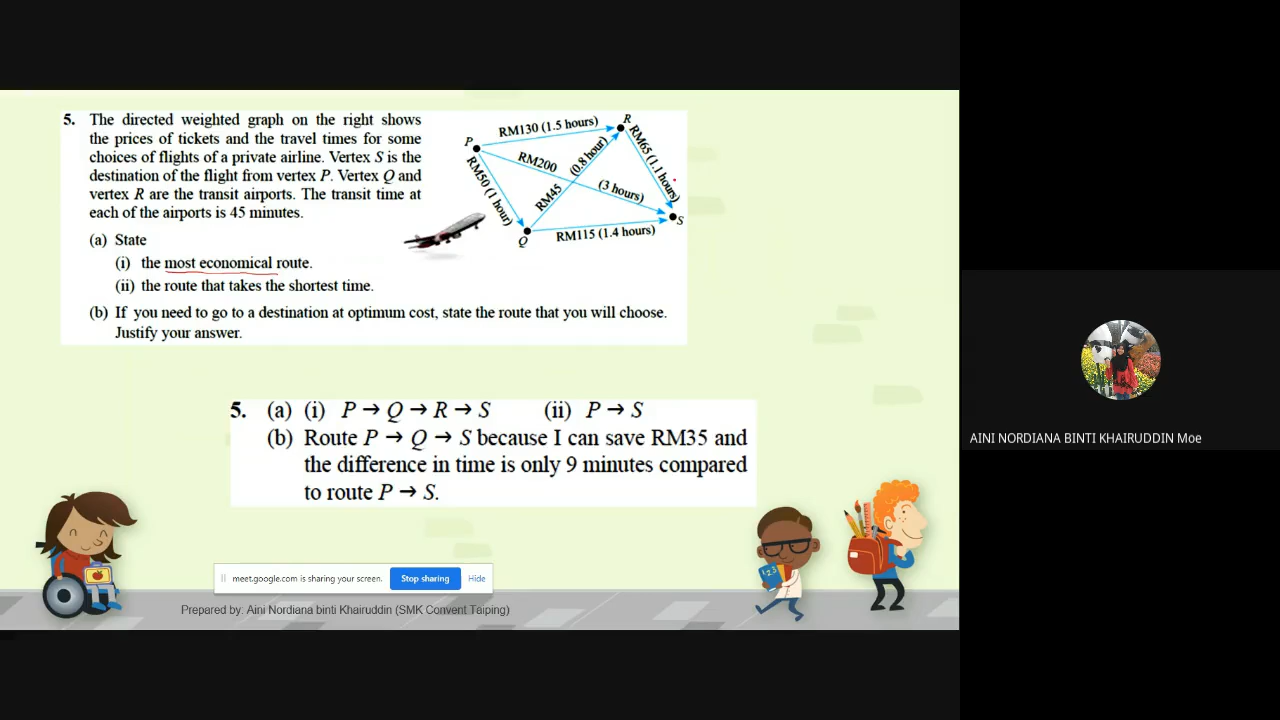 5. The directed weighted graph on the right shows
the prices of tickets and the travel times for some
choices of flights of a private airline. Vertex S is the
destination of the flight from vertex P. Vertex Q and
vertex R are the transit airports. The transit time at
each of the airports is 45 minutes.
(a) State
(i) the most economical route.
(ii) the route that takes the shortest time.
(b) If you need to go to a destination at optimum cost, state the route that you will choose.
Justify your answer.
P
RM130 (1.5 hours)
R
RM200
(3 hours)
RM50 (1 hour)
RM45
(0.8 hour)
RM65 (1.1 hours)
Q
RM115 (1.4 hours)
S
5. (a) (i) P → Q → R → S (ii) P → S
(b) Route P → Q → S because I can save RM35 and
the difference in time is only 9 minutes compared
to route P → S.
meet.google.com is sharing your screen. Stop sharing Hide
Prepared by: Aini Nordiana binti Khairuddin (SMK Convent Taiping)
AINI NORDIANA BINTI KHAIRUDDIN Moe
1 2 3